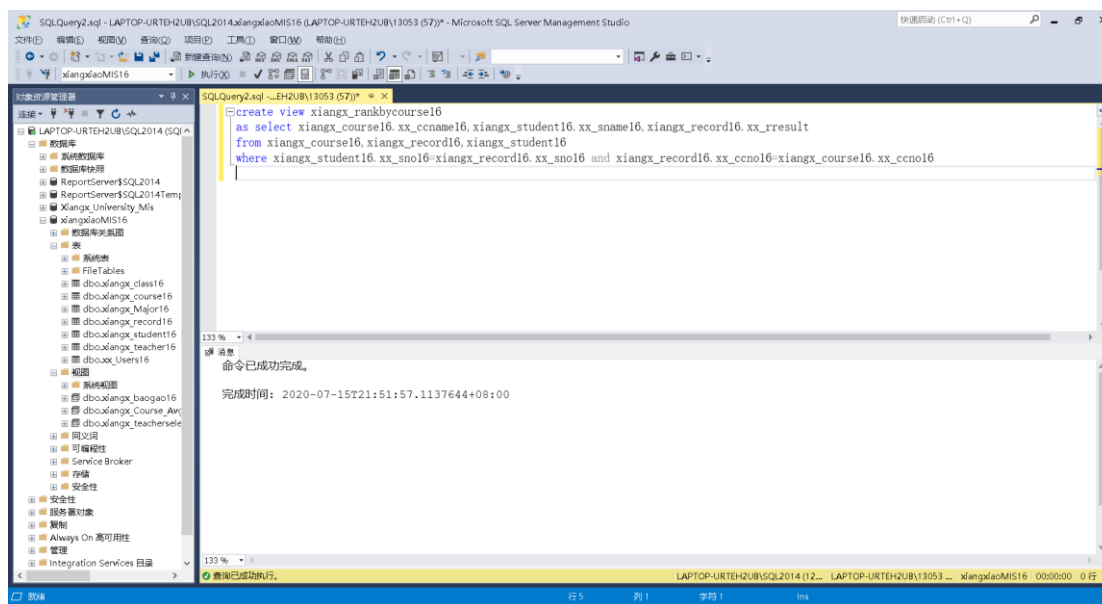 SQLQuery2.sql - LAPTOP-URTEH2UB\SQL2014.xiangxiaoMIS16 (LAPTOP-URTEH2UB\13053 (57))* - Microsoft SQL Server Management Studio
快速启动 (Ctrl+Q)
文件(F) 编辑(E) 视图(V) 查询(Q) 项目(P) 工具(T) 窗口(W) 帮助(H)
新建查询(N)
xiangxiaoMIS16
执行(X)
对象资源管理器
SQLQuery2.sql -...EH2UB\13053 (57))*
连接
LAPTOP-URTEH2UB\SQL2014 (SQL
数据库
系统数据库
数据库快照
ReportServer$SQL2014
ReportServer$SQL2014Temp
Xiangx_University_Mis
xiangxiaoMIS16
数据库关系图
表
系统表
FileTables
dbo.xiangx_class16
dbo.xiangx_course16
dbo.xiangx_Major16
dbo.xiangx_record16
dbo.xiangx_student16
dbo.xiangx_teacher16
dbo.xx_Users16
视图
系统视图
dbo.xiangx_baogao16
dbo.xiangx_Course_Avg
dbo.xiangx_teachersele
同义词
可编程性
Service Broker
存储
安全性
安全性
服务器对象
复制
Always On 高可用性
管理
Integration Services 目录
create view xiangx_rankbycourse16
as select xiangx_course16.xx_ccname16,xiangx_student16.xx_sname16,xiangx_record16.xx_rresult
from xiangx_course16,xiangx_record16,xiangx_student16
where xiangx_student16.xx_sno16=xiangx_record16.xx_sno16 and xiangx_record16.xx_ccno16=xiangx_course16.xx_ccno16
133 %
消息
命令已成功完成。
完成时间: 2020-07-15T21:51:57.1137644+08:00
133 %
查询已成功执行。
LAPTOP-URTEH2UB\SQL2014 (12... LAPTOP-URTEH2UB\13053 ... xiangxiaoMIS16 00:00:00 0 行
就绪
行 5 列 1 字符 1 Ins